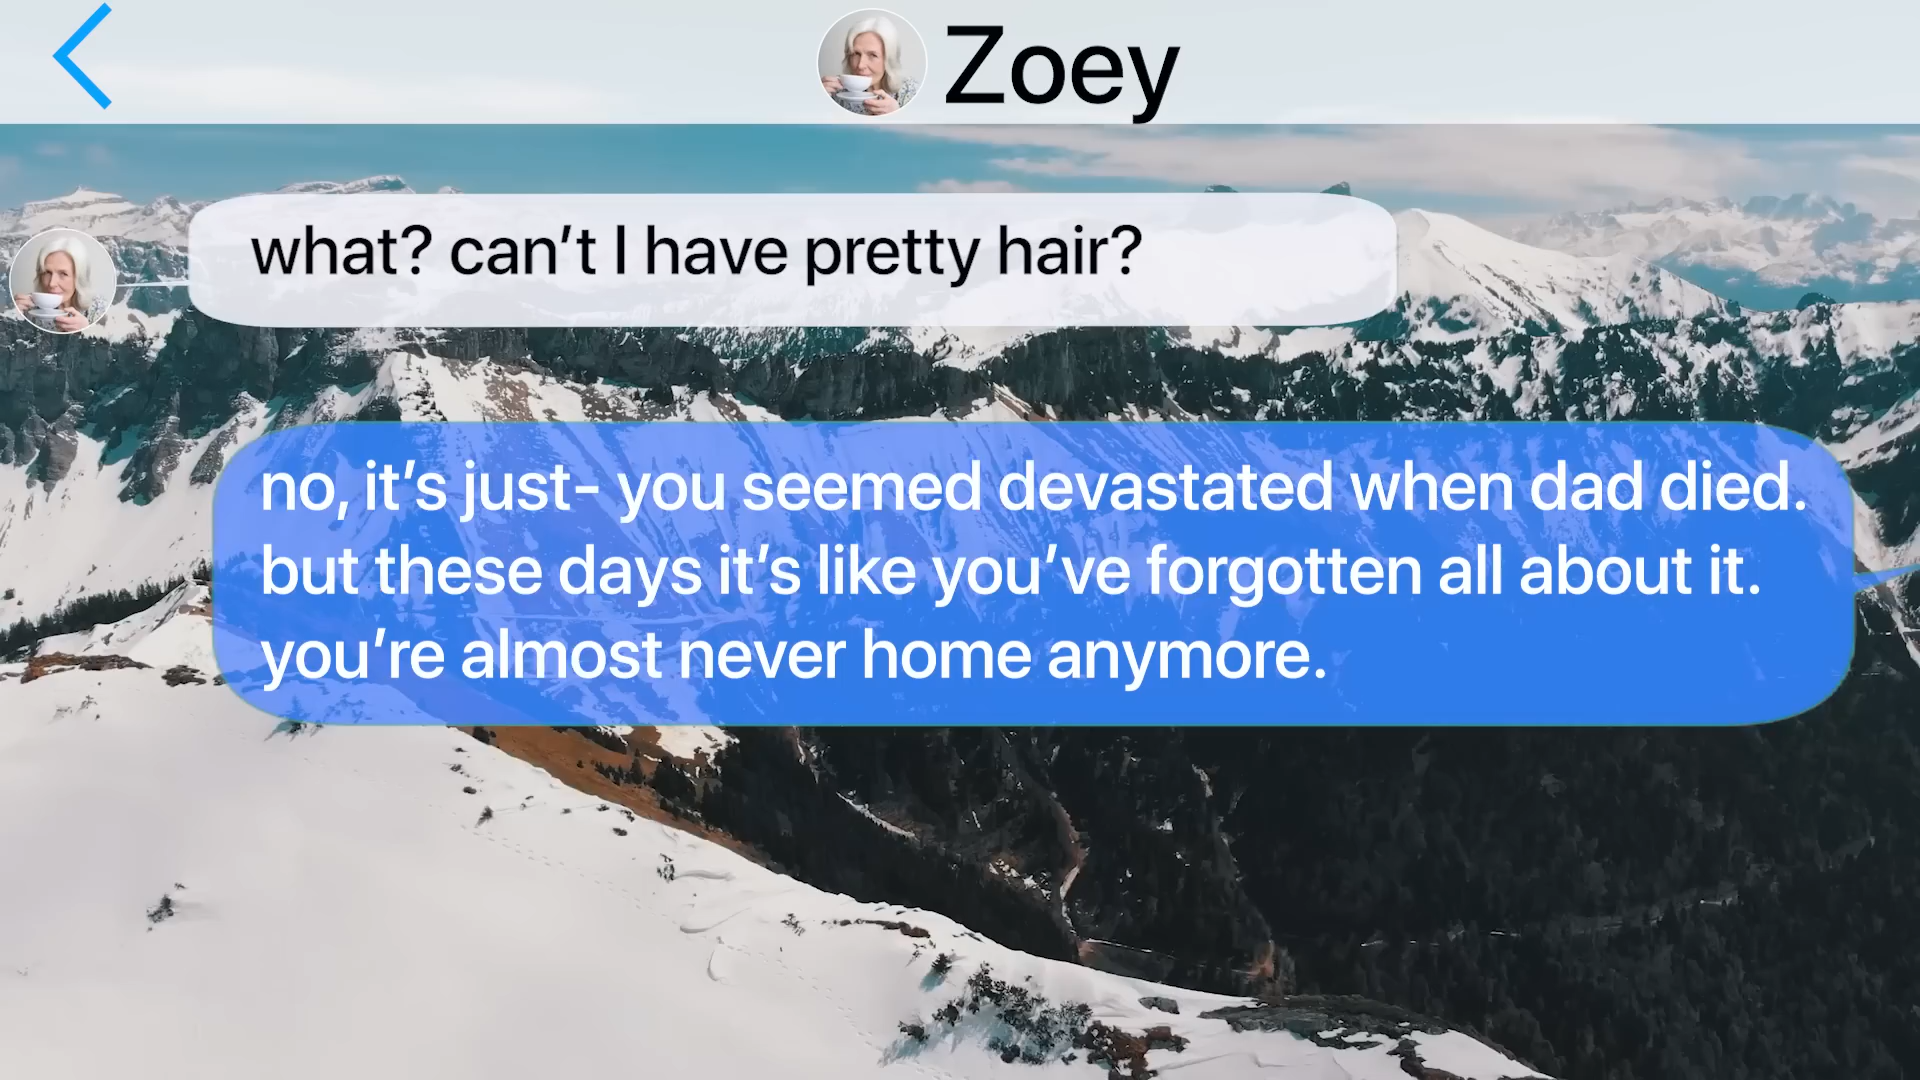 Zoey
what? can’t I have pretty hair?
no, it’s just- you seemed devastated when dad died.
but these days it’s like you’ve forgotten all about it.
you’re almost never home anymore.